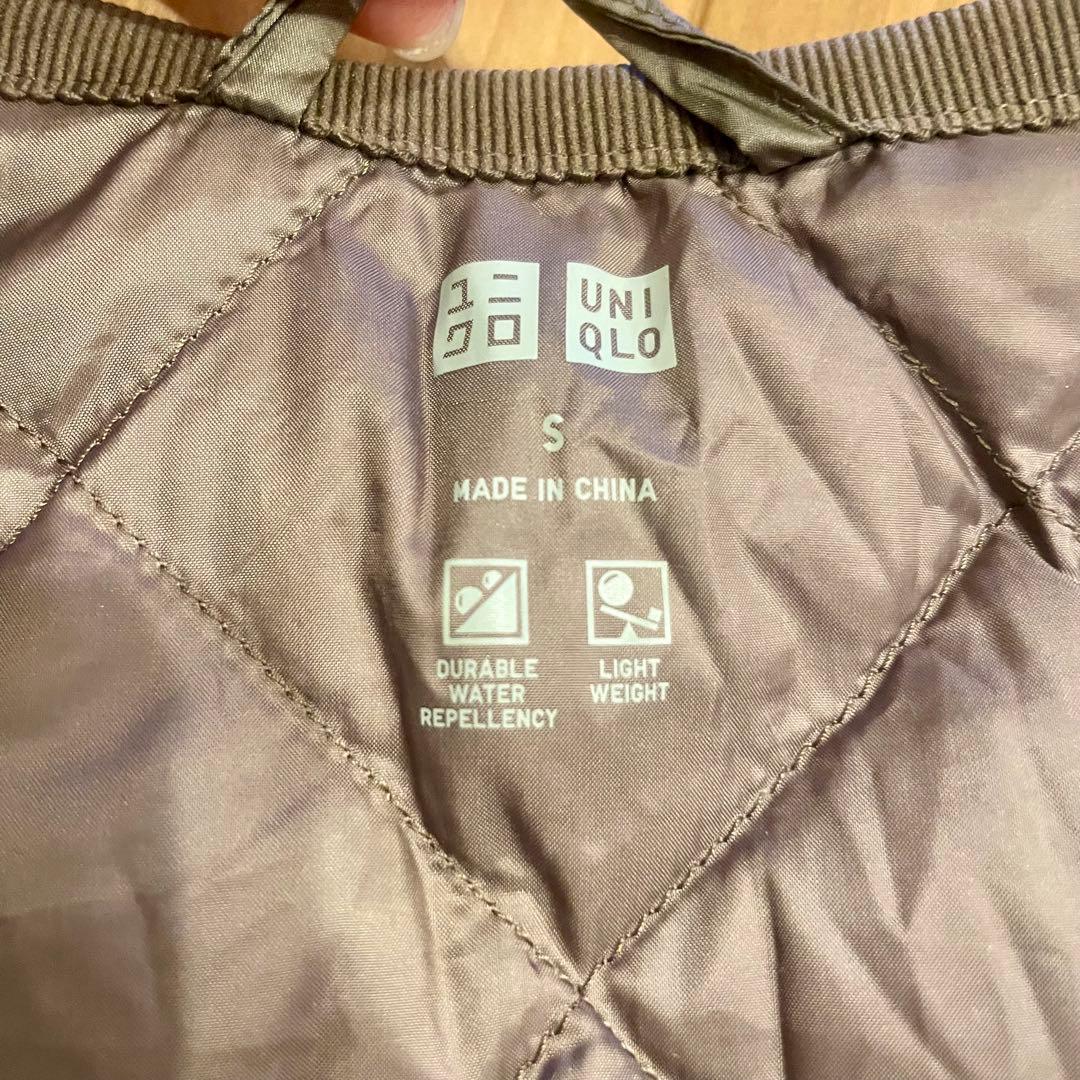 ユニ
クロ
UNI
QLO
S
MADE IN CHINA
DURABLE
WATER
REPELLENCY
LIGHT
WEIGHT